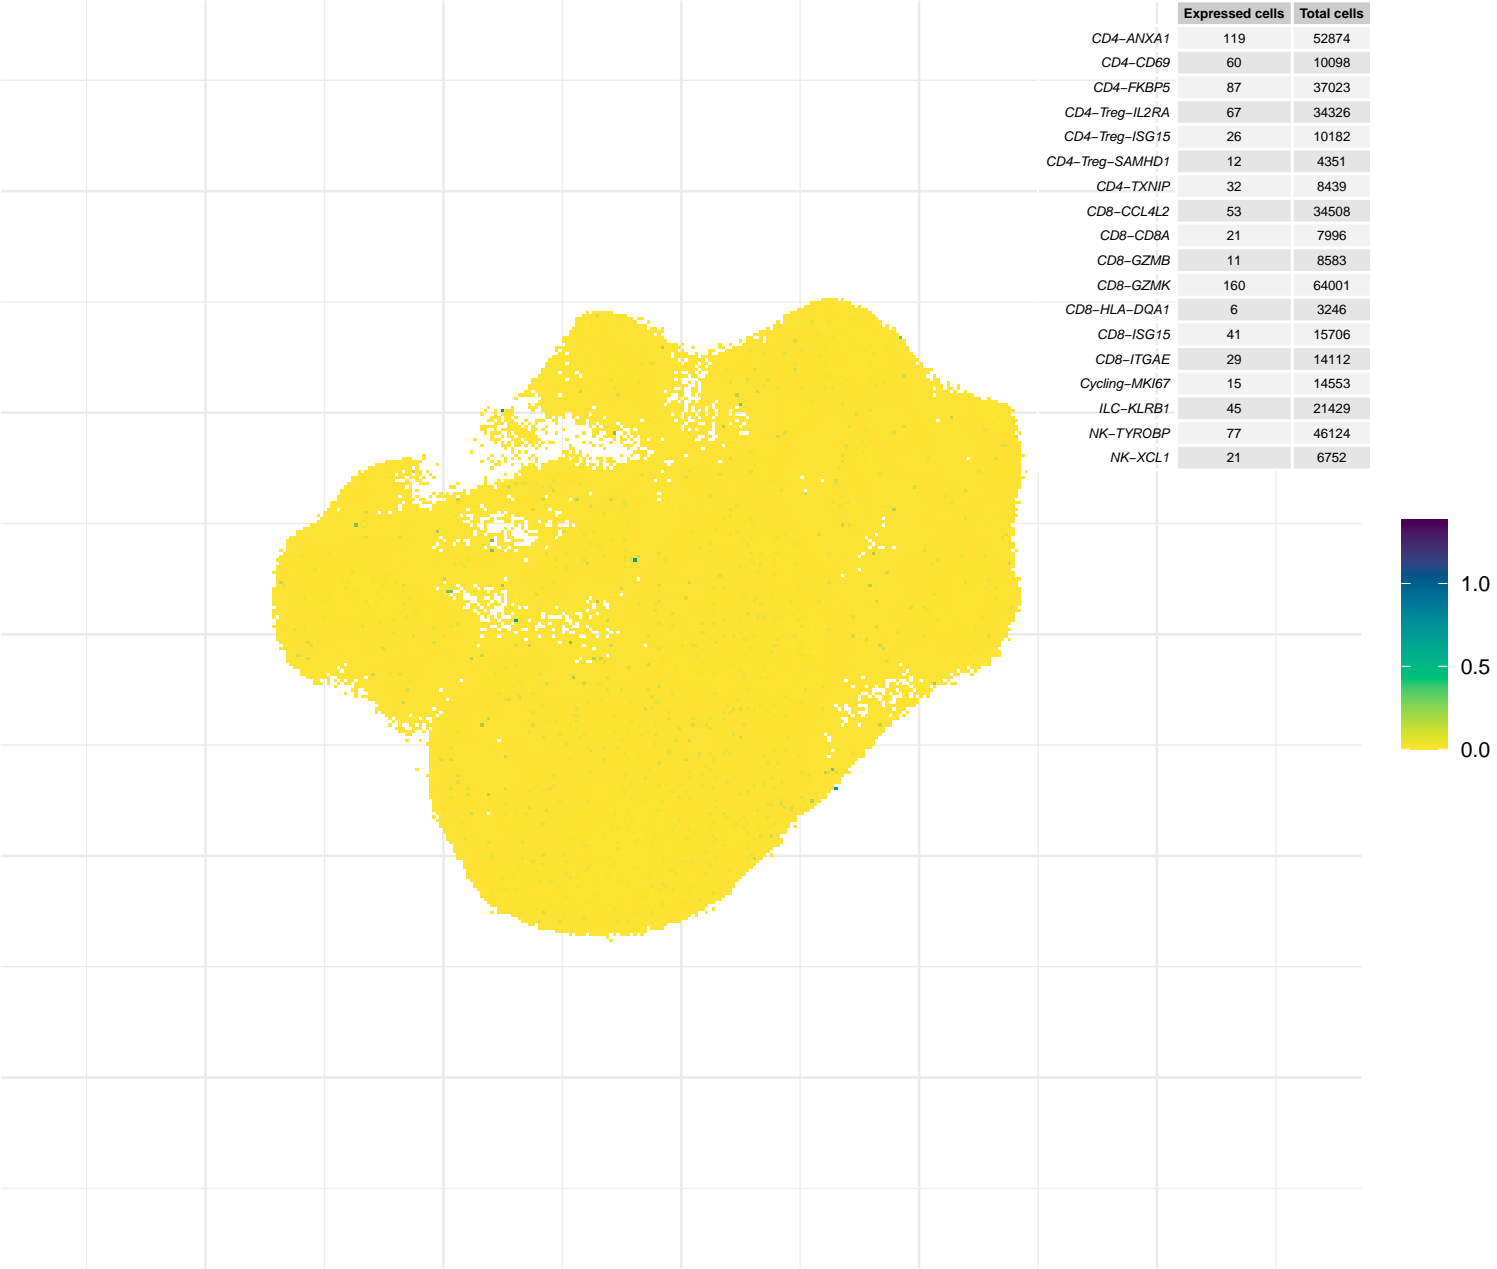 Expressed cells Total cells
CD4−ANXA1 119 52874
CD4−CD69 60 10098
CD4−FKBP5 87 37023
CD4−Treg−IL2RA 67 34326
CD4−Treg−ISG15 26 10182
CD4−Treg−SAMHD1 12 4351
CD4−TXNIP 32 8439
CD8−CCL4L2 53 34508
CD8−CD8A 21 7996
CD8−GZMB 11 8583
CD8−GZMK 160 64001
CD8−HLA−DQA1 6 3246
CD8−ISG15 41 15706
CD8−ITGAE 29 14112
Cycling−MKI67 15 14553
ILC−KLRB1 45 21429
NK−TYROBP 77 46124
NK−XCL1 21 6752
1.0
0.5
0.0